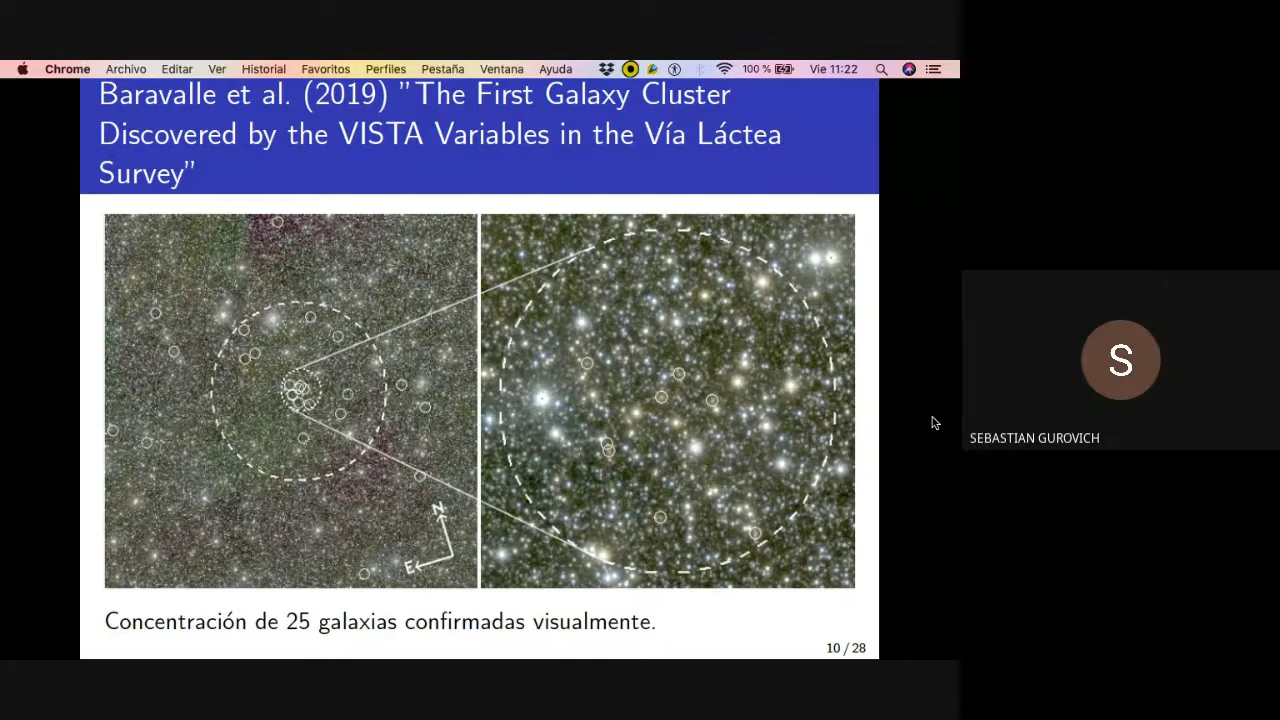 Chrome Archivo Editar Ver Historial Favoritos Perfiles Pestaña Ventana Ayuda 100 % Vie 11:22
Baravalle et al. (2019) "The First Galaxy Cluster
Discovered by the VISTA Variables in the Vía Láctea
Survey"
N
E
S
SEBASTIAN GUROVICH
Concentración de 25 galaxias confirmadas visualmente.
10 / 28